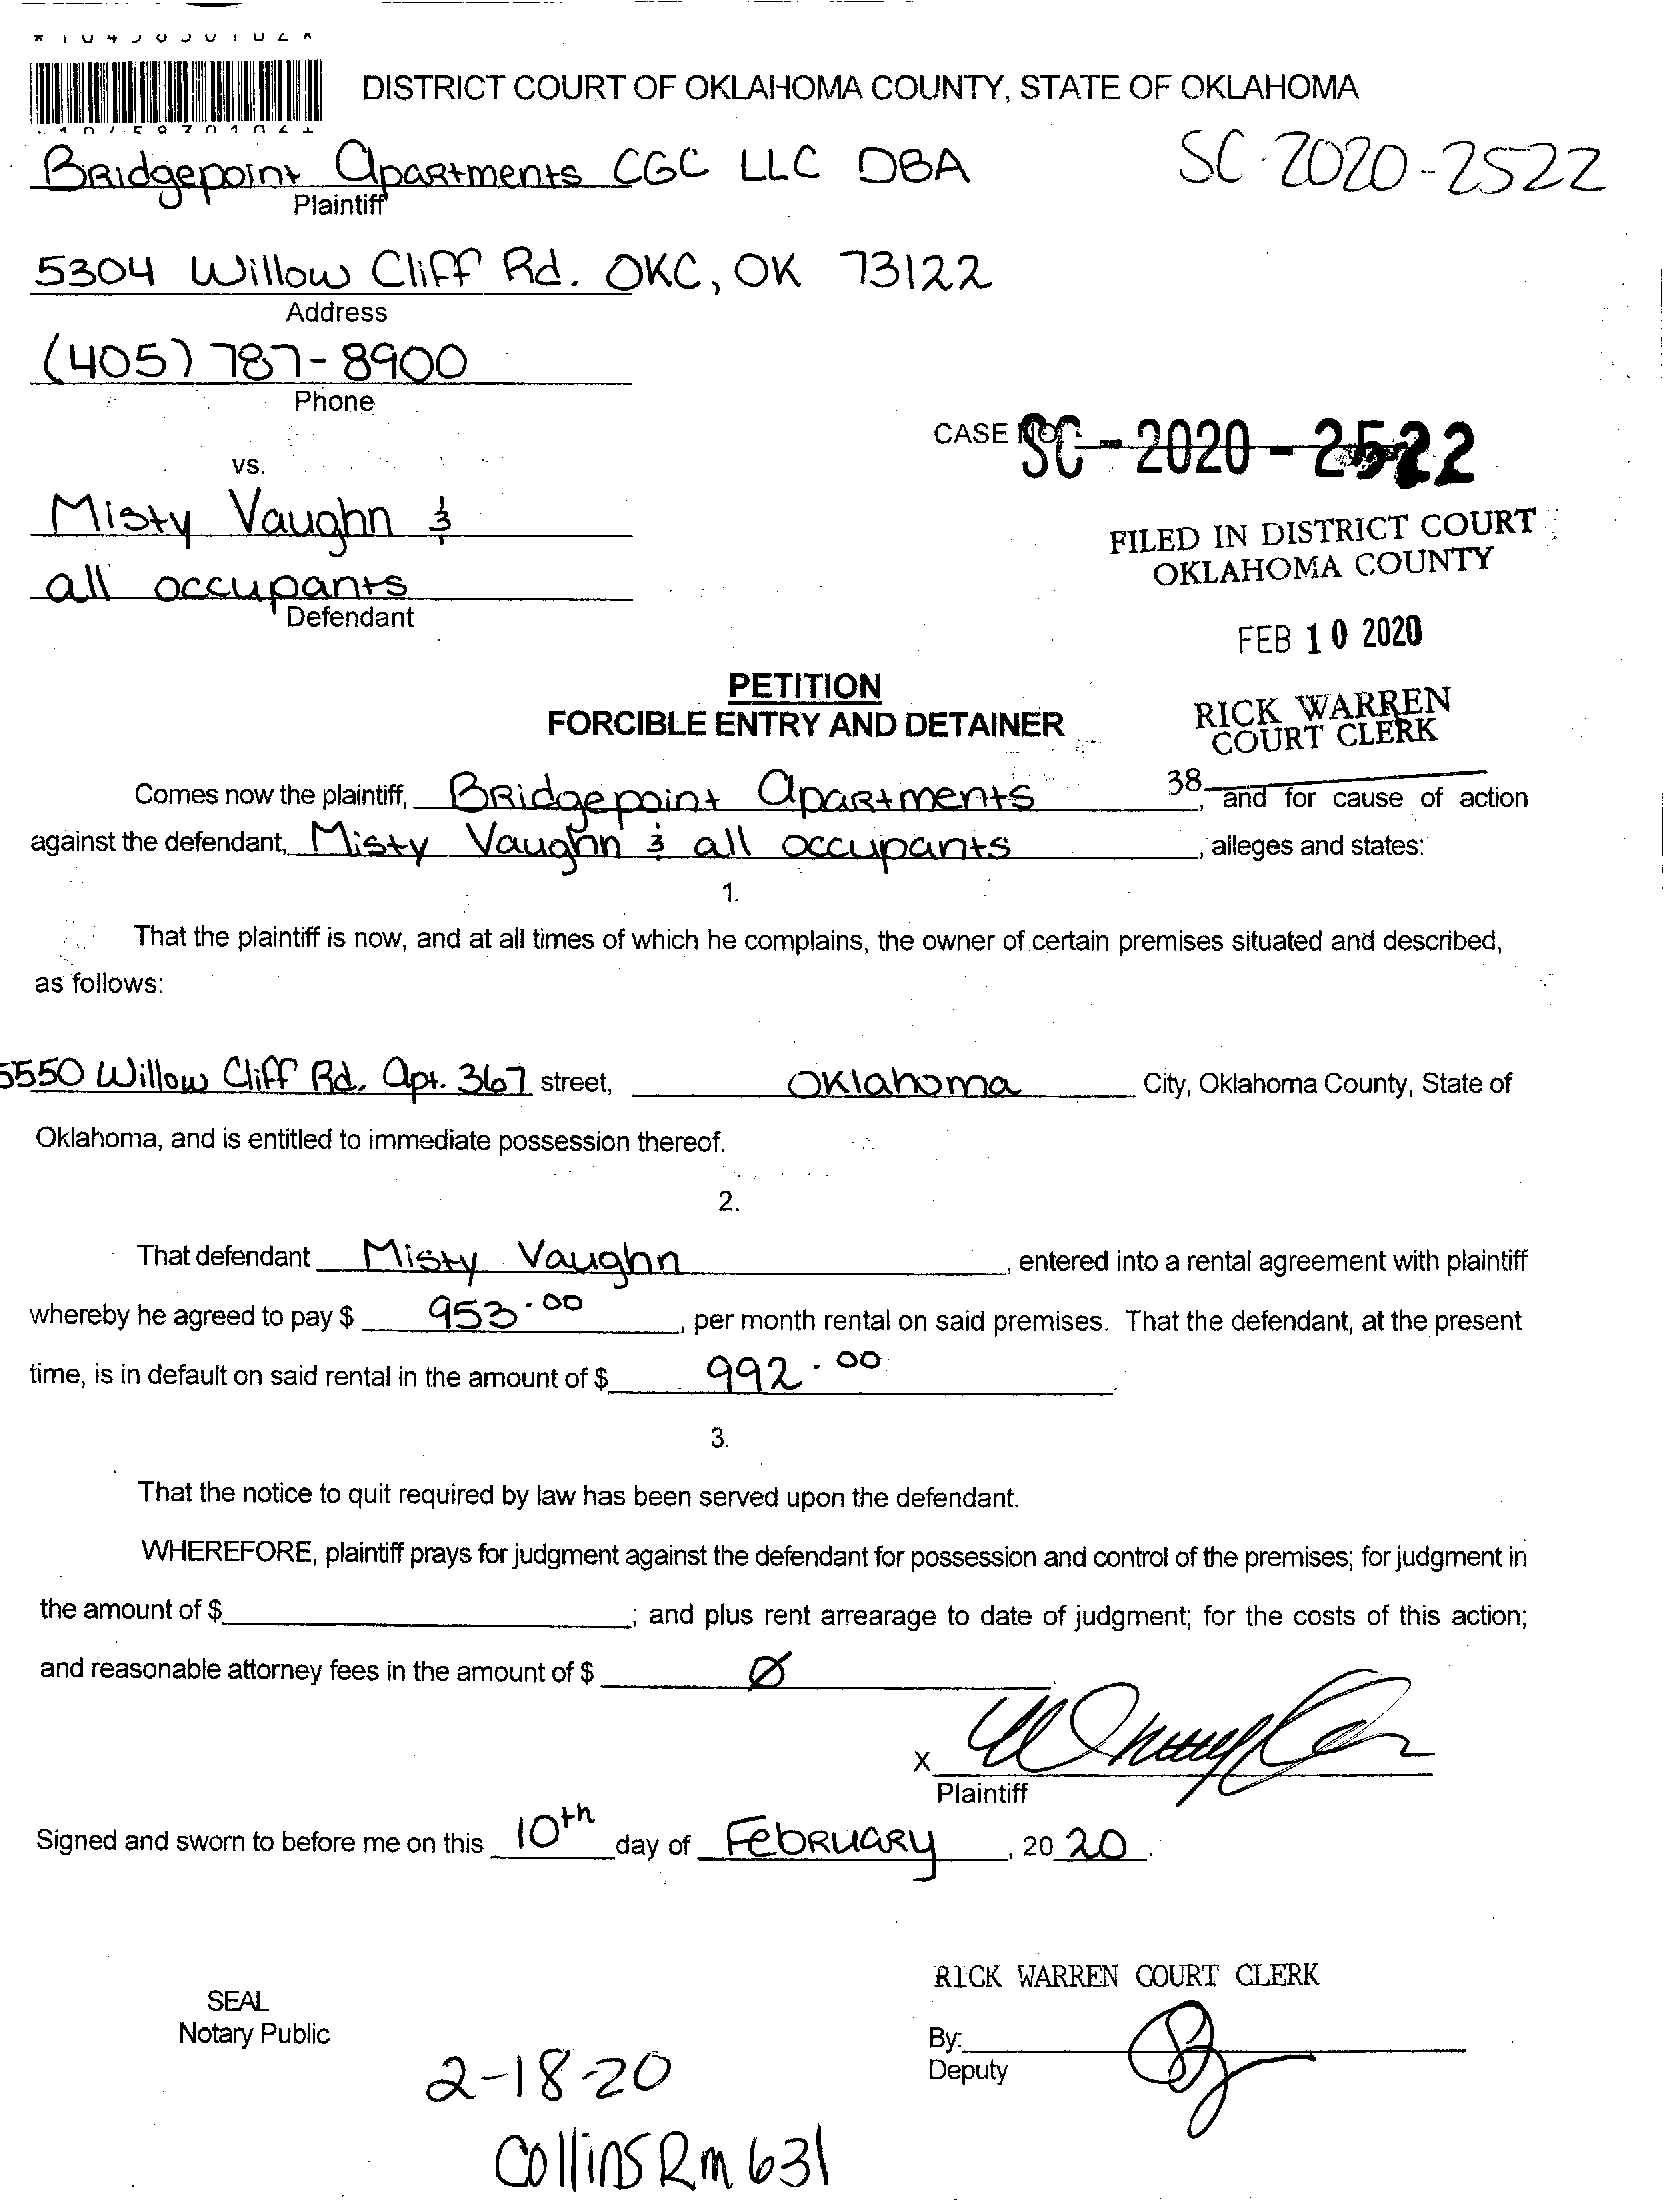 DISTRICT COURT OF OKLAHOMA COUNTY, STATE OF OKLAHOMA
Bridgepoint Apartments CGC LLC DBA
SC-2020-2522
Plaintiff
5304 Willow Cliff Rd. OKC, OK 73122
Address
(405) 787-8900
Phone
CASE NO. SC-2020-2522
vs.
Misty Vaughn &
FILED IN DISTRICT COURT
OKLAHOMA COUNTY
all occupants
Defendant
FEB 10 2020
PETITION
FORCIBLE ENTRY AND DETAINER
RICK WARREN
COURT CLERK
38
Comes now the plaintiff, Bridgepoint Apartments, and for cause of action
against the defendant, Misty Vaughn & all occupants, alleges and states:
1.
That the plaintiff is now, and at all times of which he complains, the owner of certain premises situated and described,
as follows:
5550 Willow Cliff Rd. Apt. 367 street, Oklahoma City, Oklahoma County, State of
Oklahoma, and is entitled to immediate possession thereof.
2.
That defendant Misty Vaughn, entered into a rental agreement with plaintiff
whereby he agreed to pay $ 953.00, per month rental on said premises. That the defendant, at the present
time, is in default on said rental in the amount of $ 992.00.
3.
That the notice to quit required by law has been served upon the defendant.
WHEREFORE, plaintiff prays for judgment against the defendant for possession and control of the premises; for judgment in
the amount of $ ; and plus rent arrearage to date of judgment; for the costs of this action;
and reasonable attorney fees in the amount of $ Ø
X
Plaintiff
Signed and sworn to before me on this 10th day of February, 2020.
RICK WARREN COURT CLERK
SEAL
Notary Public
By:
Deputy
2-18-20
Collins Rm 631